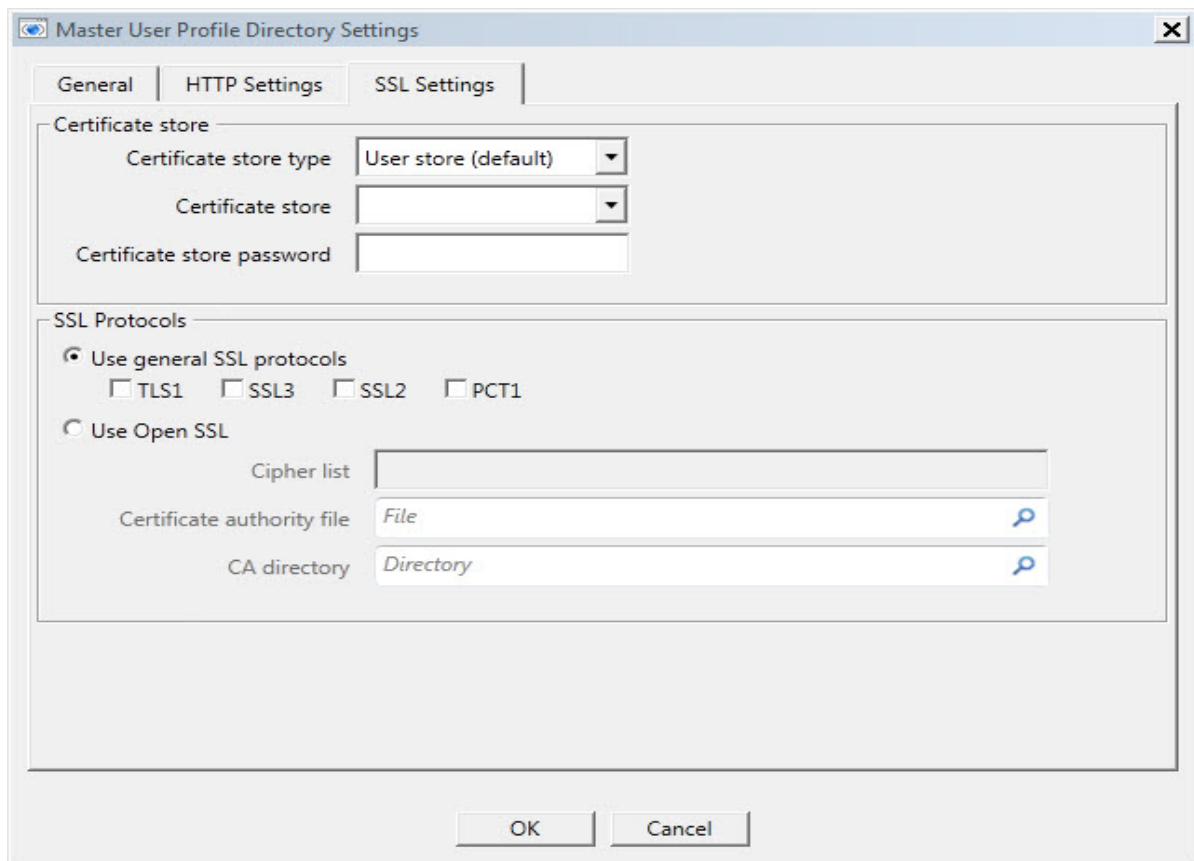 Master User Profile Directory Settings
General HTTP Settings SSL Settings
Certificate store
Certificate store type User store (default)
Certificate store
Certificate store password
SSL Protocols
Use general SSL protocols
TLS1 SSL3 SSL2 PCT1
Use Open SSL
Cipher list
Certificate authority file File
CA directory Directory
OK Cancel